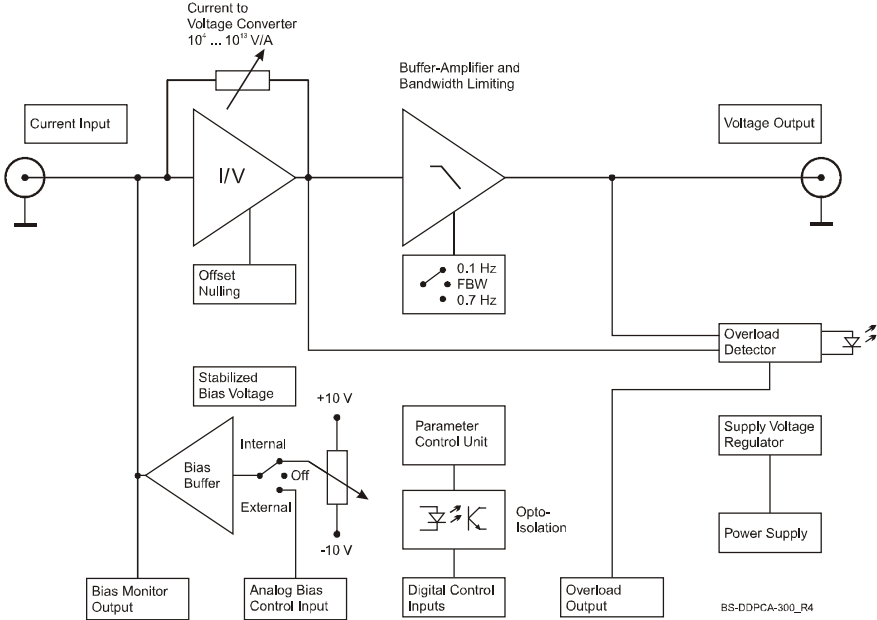 Current to
Voltage Converter
10⁴ ... 10¹³ V/A
Buffer-Amplifier and
Bandwidth Limiting
Current Input
Voltage Output
I/V
Offset
Nulling
0.1 Hz
FBW
0.7 Hz
Overload
Detector
Stabilized
Bias Voltage
+10 V
Internal
Bias
Buffer
Off
External
-10 V
Parameter
Control Unit
Opto-
Isolation
Supply Voltage
Regulator
Power Supply
Bias Monitor
Output
Analog Bias
Control Input
Digital Control
Inputs
Overload
Output
BS-DDPCA-300_R4